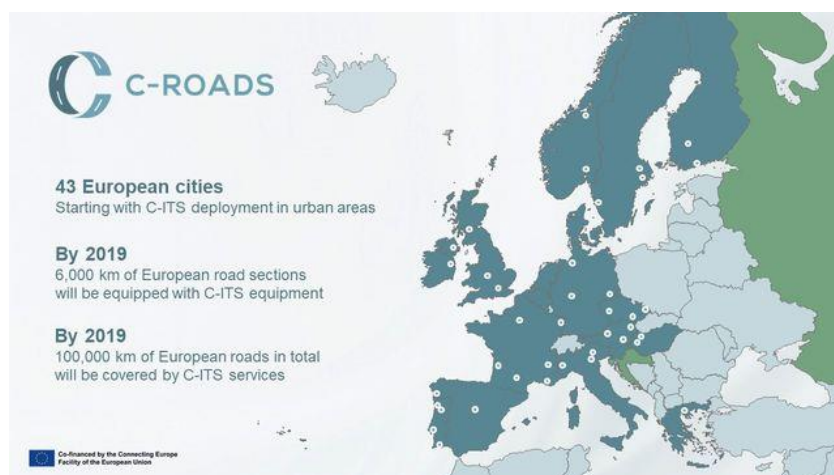 C-ROADS
43 European cities
Starting with C-ITS deployment in urban areas
By 2019
6,000 km of European road sections
will be equipped with C-ITS equipment
By 2019
100,000 km of European roads in total
will be covered by C-ITS services
Co-financed by the Connecting Europe
Facility of the European Union